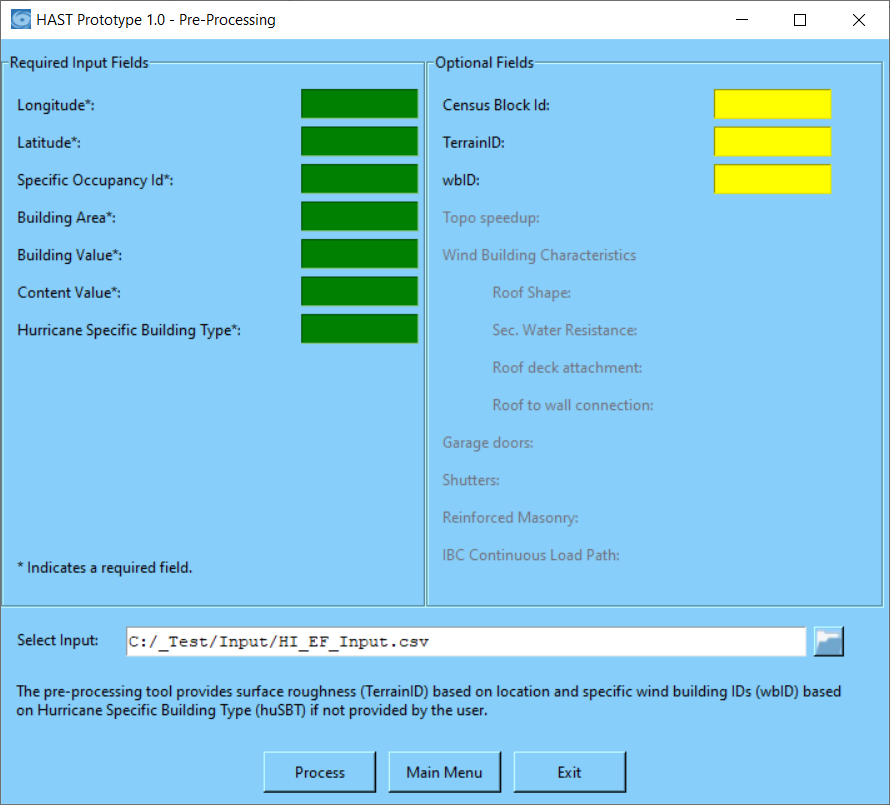 HAST Prototype 1.0 - Pre-Processing
Required Input Fields
Longitude*:
Latitude*:
Specific Occupancy Id*:
Building Area*:
Building Value*:
Content Value*:
Hurricane Specific Building Type*:
* Indicates a required field.
Optional Fields
Census Block Id:
TerrainID:
wbID:
Topo speedup:
Wind Building Characteristics
Roof Shape:
Sec. Water Resistance:
Roof deck attachment:
Roof to wall connection:
Garage doors:
Shutters:
Reinforced Masonry:
IBC Continuous Load Path:
Select Input: C:/_Test/Input/HI_EF_Input.csv
The pre-processing tool provides surface roughness (TerrainID) based on location and specific wind building IDs (wbID) based
on Hurricane Specific Building Type (huSBT) if not provided by the user.
Process Main Menu Exit